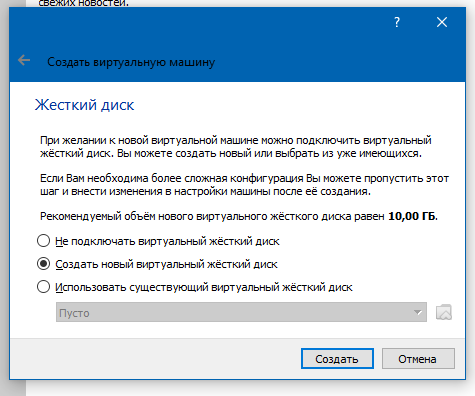 свежих новостей.
?
Создать виртуальную машину
Жесткий диск
При желании к новой виртуальной машине можно подключить виртуальный
жёсткий диск. Вы можете создать новый или выбрать из уже имеющихся.
Если Вам необходима более сложная конфигурация Вы можете пропустить этот
шаг и внести изменения в настройки машины после её создания.
Рекомендуемый объём нового виртуального жёсткого диска равен 10,00 ГБ.
Не подключать виртуальный жёсткий диск
Создать новый виртуальный жёсткий диск
Использовать существующий виртуальный жёсткий диск
Пусто
Создать
Отмена